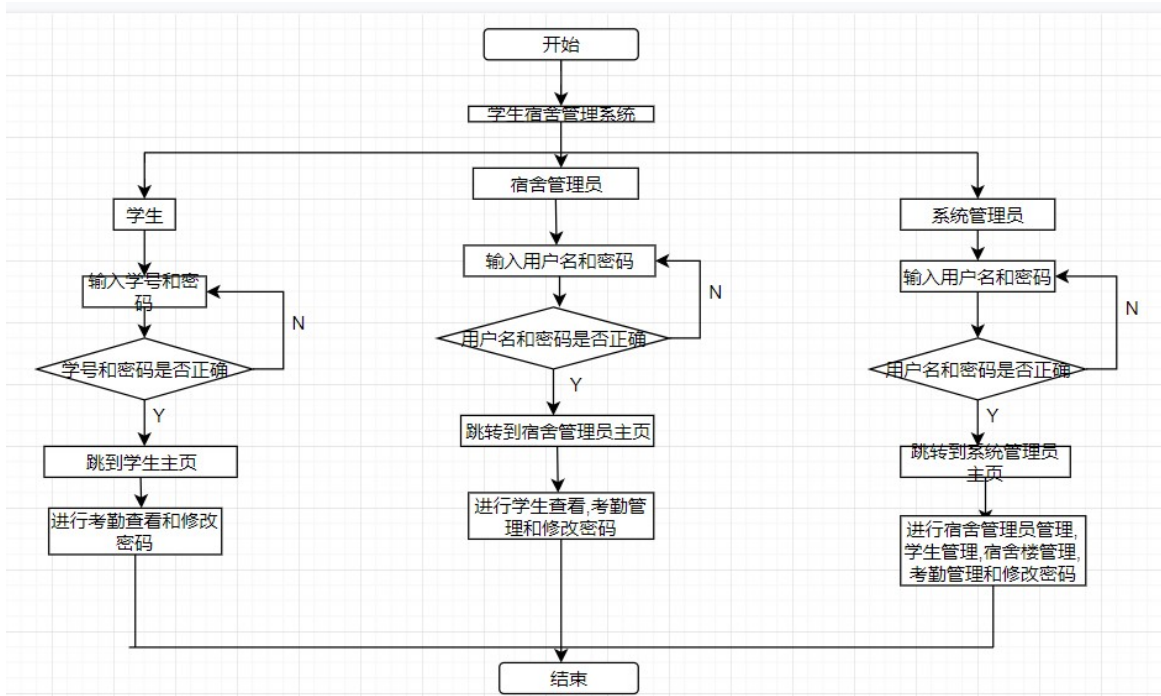 开始
学生宿舍管理系统
学生
宿舍管理员
系统管理员
输入学号和密
码
输入用户名和密码
输入用户名和密码
N
N
N
学号和密码是否正确
用户名和密码是否正确
用户名和密码是否正确
Y
Y
Y
跳到学生主页
跳转到宿舍管理员主页
跳转到系统管理员
主页
进行考勤查看和修改
密码
进行学生查看,考勤管
理和修改密码
进行宿舍管理员管理,
学生管理,宿舍楼管理,
考勤管理和修改密码
结束